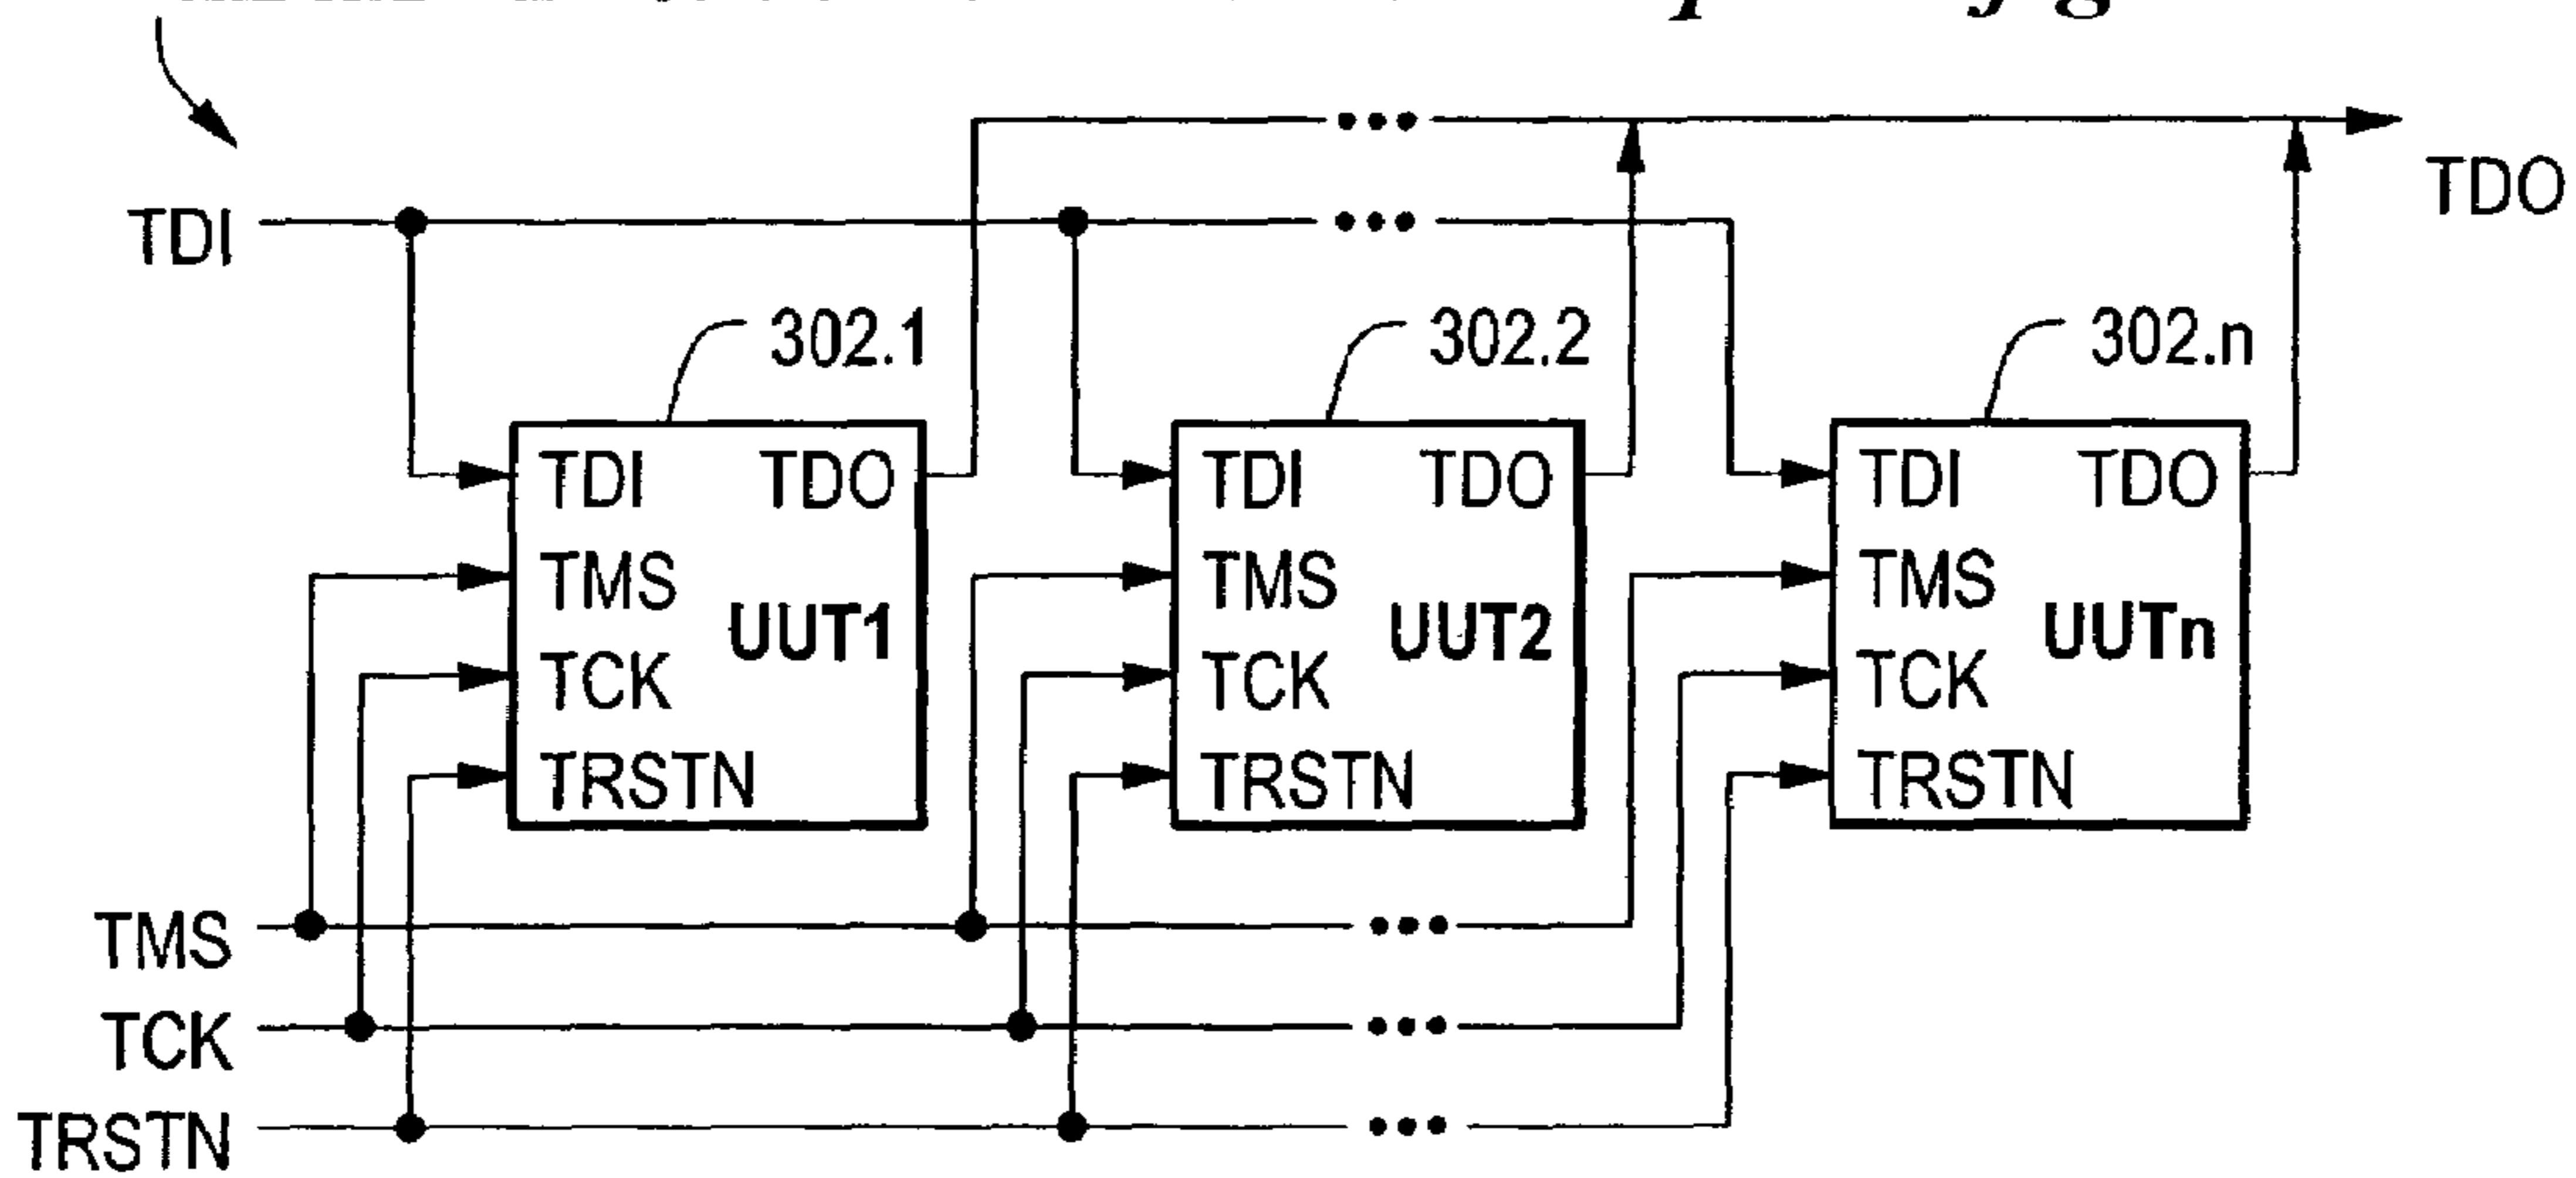 TDO
TDI
302.1 302.2 302.n
TDI TDO TDI TDO TDI TDO
TMS TMS TMS
UUT1 UUT2 UUTn
TCK TCK TCK
TRSTN TRSTN TRSTN
TMS
TCK
TRSTN